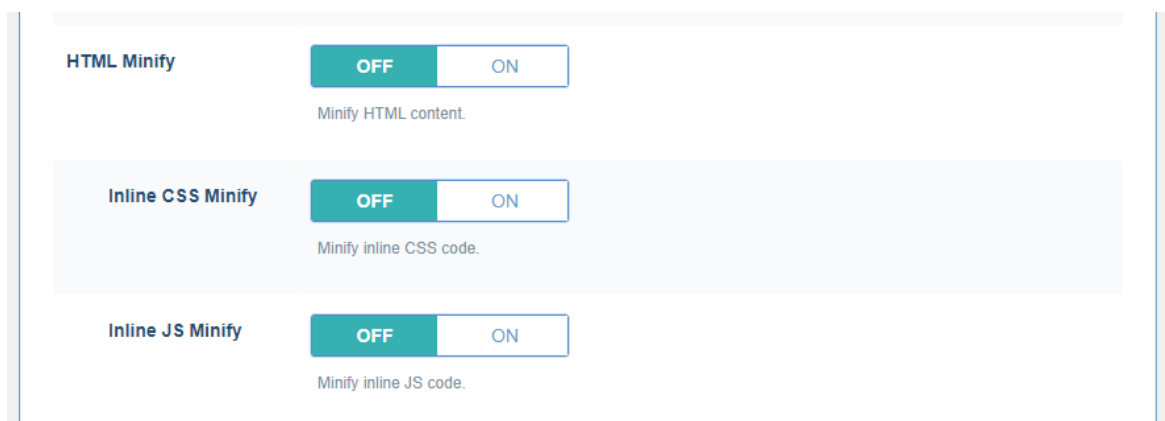 HTML Minify OFF ON
Minify HTML content.
Inline CSS Minify OFF ON
Minify inline CSS code.
Inline JS Minify OFF ON
Minify inline JS code.